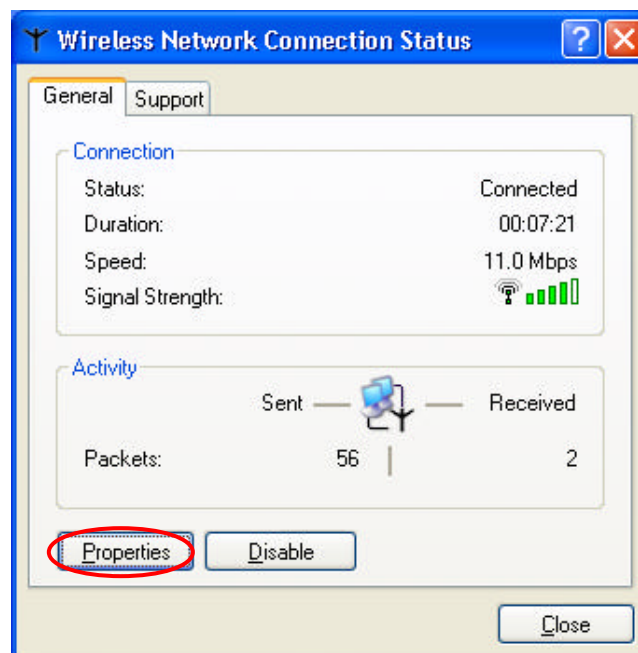 Wireless Network Connection Status
General Support
Connection
Status: Connected
Duration: 00:07:21
Speed: 11.0 Mbps
Signal Strength:
Activity
Sent Received
Packets: 56 2
Properties Disable
Close